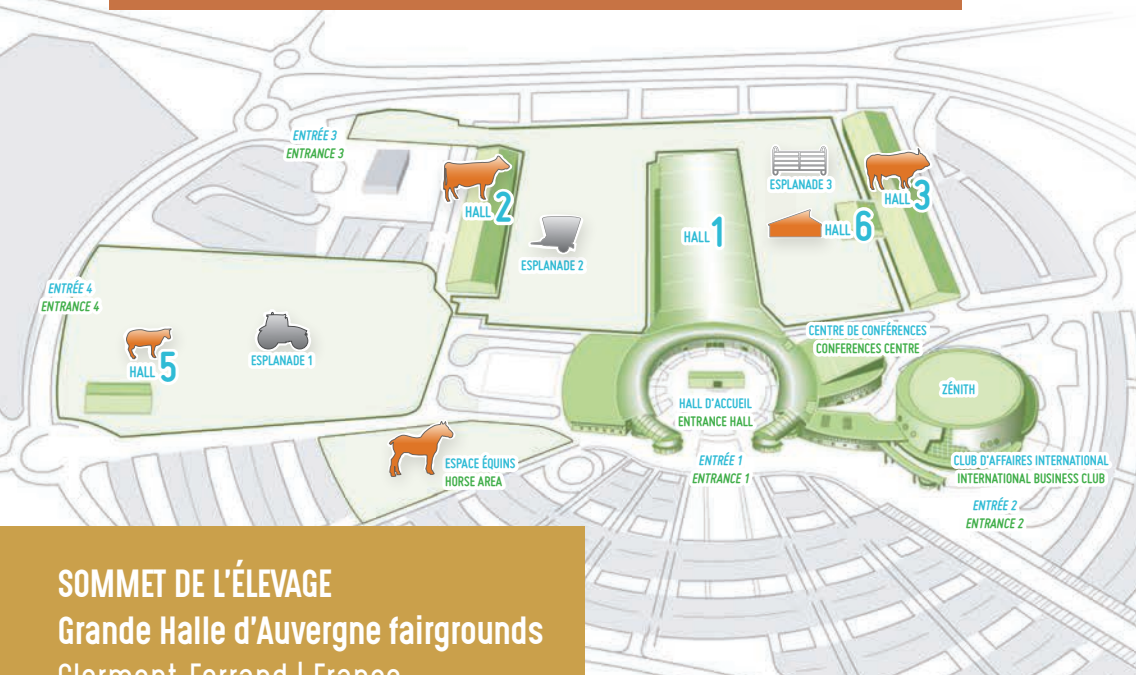 ENTRÉE 3
ENTRANCE 3
HALL 2
ESPLANADE 2
HALL 1
ESPLANADE 3
HALL 3
HALL 6
ENTRÉE 4
ENTRANCE 4
HALL 5
ESPLANADE 1
CENTRE DE CONFÉRENCES
CONFERENCES CENTRE
ZÉNITH
HALL D'ACCUEIL
ENTRANCE HALL
ESPACE ÉQUINS
HORSE AREA
ENTRÉE 1
ENTRANCE 1
CLUB D'AFFAIRES INTERNATIONAL
INTERNATIONAL BUSINESS CLUB
ENTRÉE 2
ENTRANCE 2
SOMMET DE L'ÉLEVAGE
Grande Halle d'Auvergne fairgrounds
Clermont-Ferrand | France